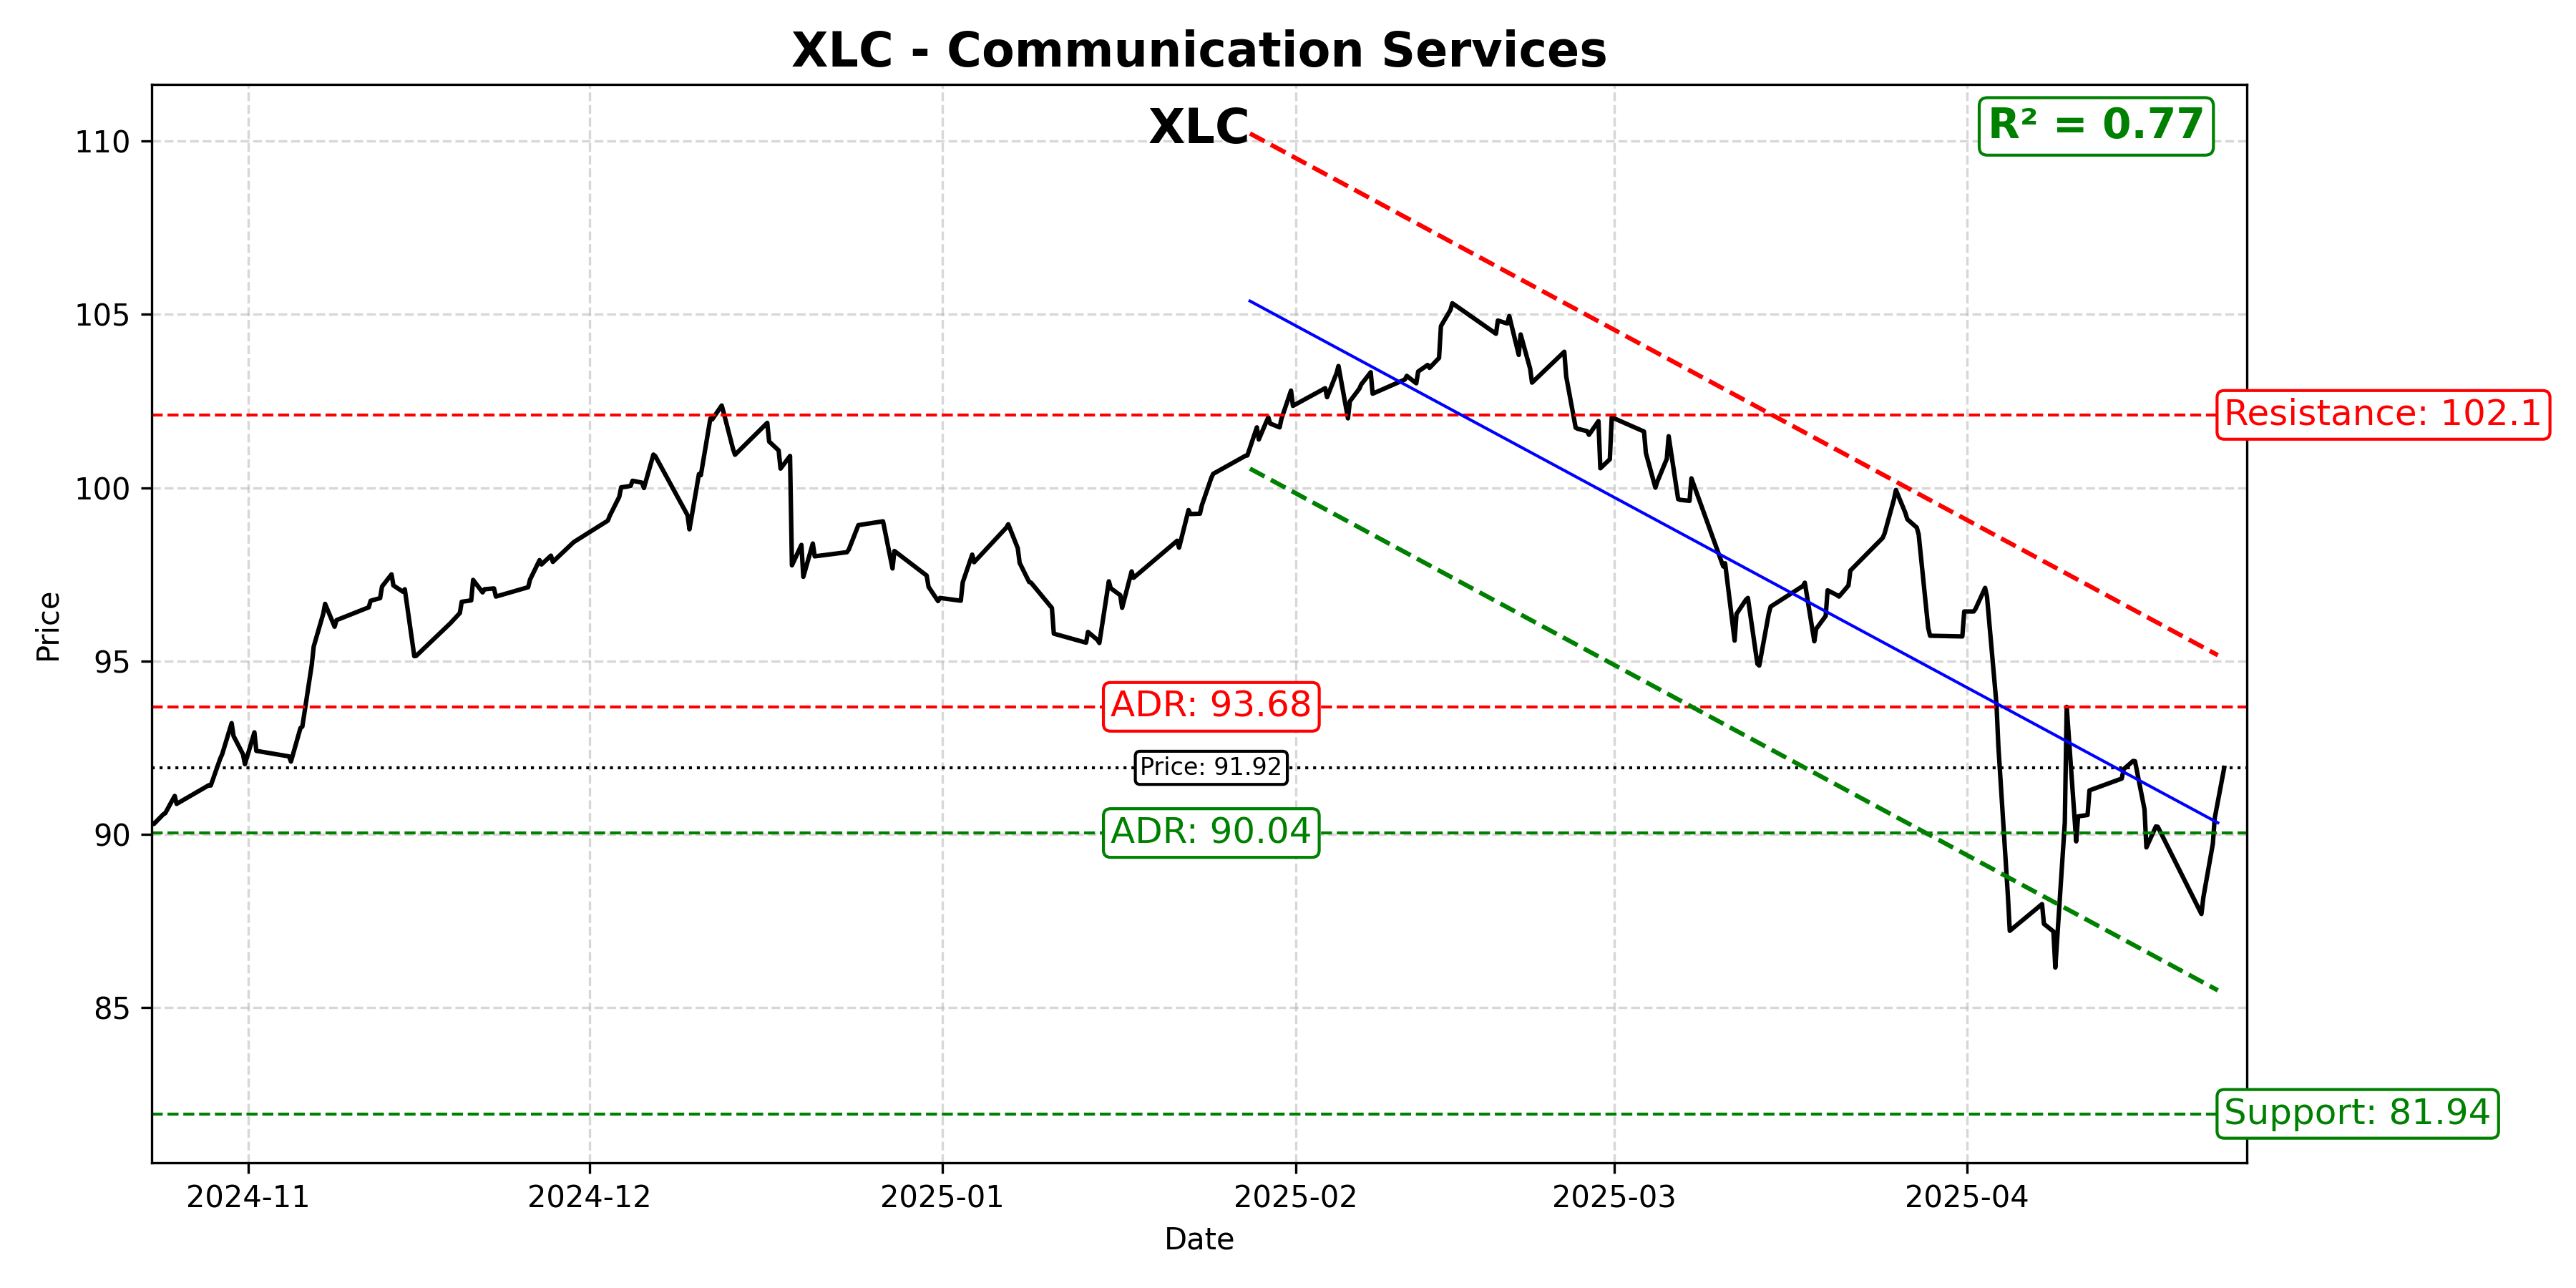 XLC - Communication Services
XLC
R² = 0.77
110
105
100
95
90
85
Price
Resistance: 102.1
ADR: 93.68
Price: 91.92
ADR: 90.04
Support: 81.94
2024-11
2024-12
2025-01
2025-02
2025-03
2025-04
Date